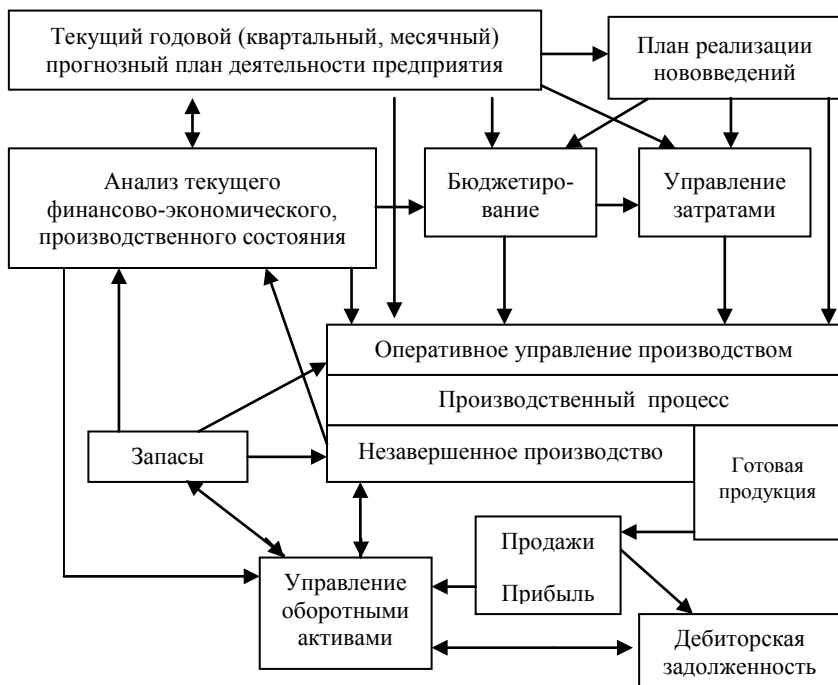 Текущий годовой (квартальный, месячный)
прогнозный план деятельности предприятия
План реализации
нововведений
Анализ текущего
финансово-экономического,
производственного состояния
Бюджетиро-
вание
Управление
затратами
Оперативное управление производством
Производственный процесс
Запасы
Незавершенное производство
Готовая
продукция
Продажи
Прибыль
Управление
оборотными
активами
Дебиторская
задолженность